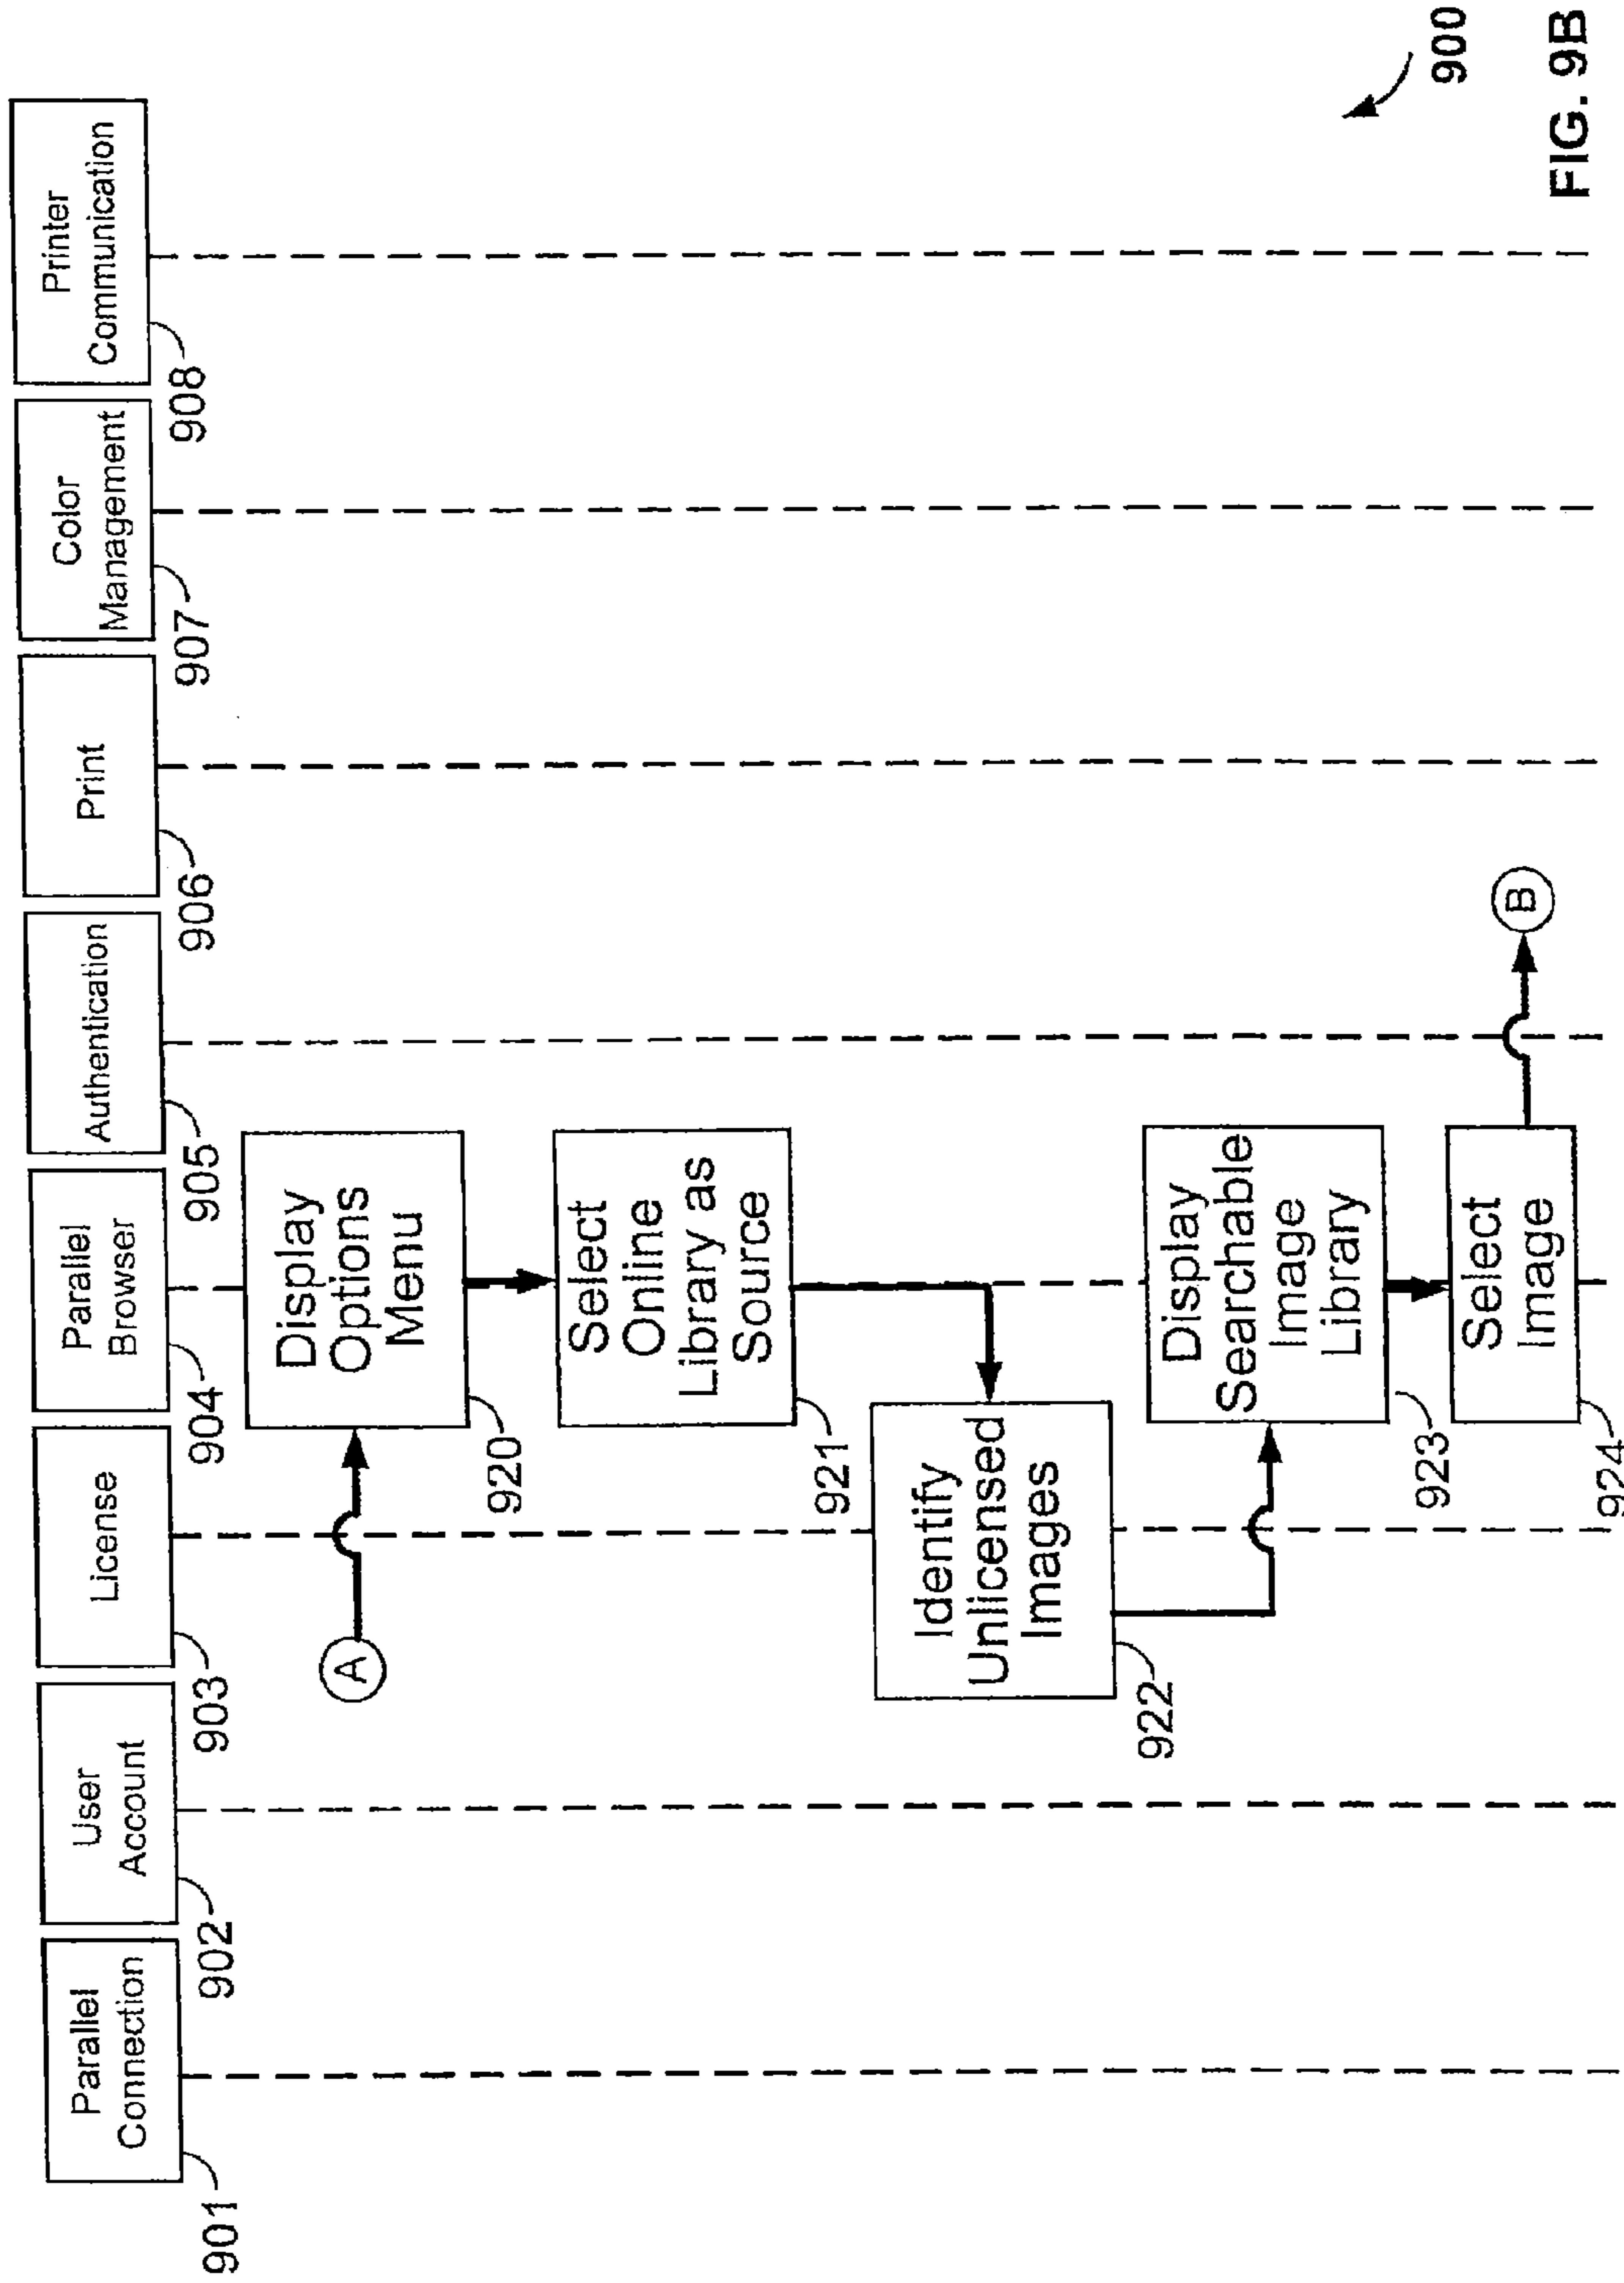 Parallel
Connection
901
User
Account
902
License
903
Parallel
Browser
904
Authentication
905
Print
906
Color
Management
907
Printer
Communication
908
A
Display
Options
Menu
920
Select
Online
Library as
Source
921
Identify
Unlicensed
Images
922
Display
Searchable
Image
Library
923
Select
Image
924
B
900
FIG. 9B